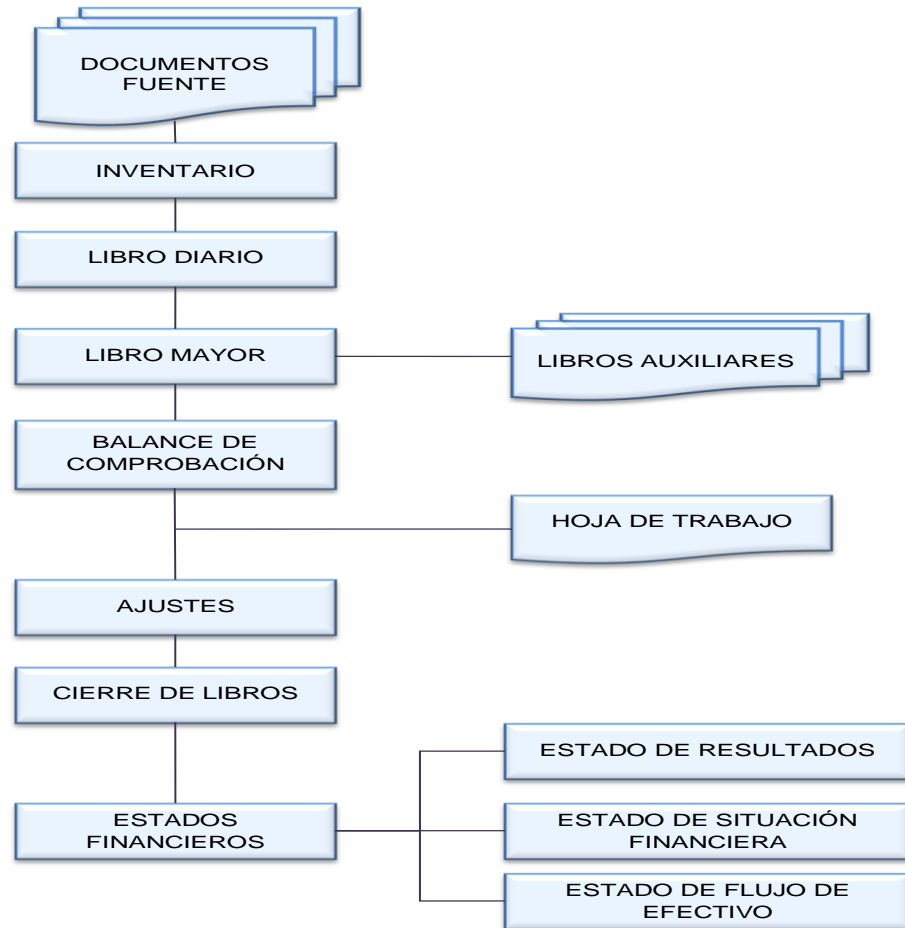 DOCUMENTOS
FUENTE
INVENTARIO
LIBRO DIARIO
LIBRO MAYOR
LIBROS AUXILIARES
BALANCE DE
COMPROBACIÓN
HOJA DE TRABAJO
AJUSTES
CIERRE DE LIBROS
ESTADOS
FINANCIEROS
ESTADO DE RESULTADOS
ESTADO DE SITUACIÓN
FINANCIERA
ESTADO DE FLUJO DE
EFECTIVO